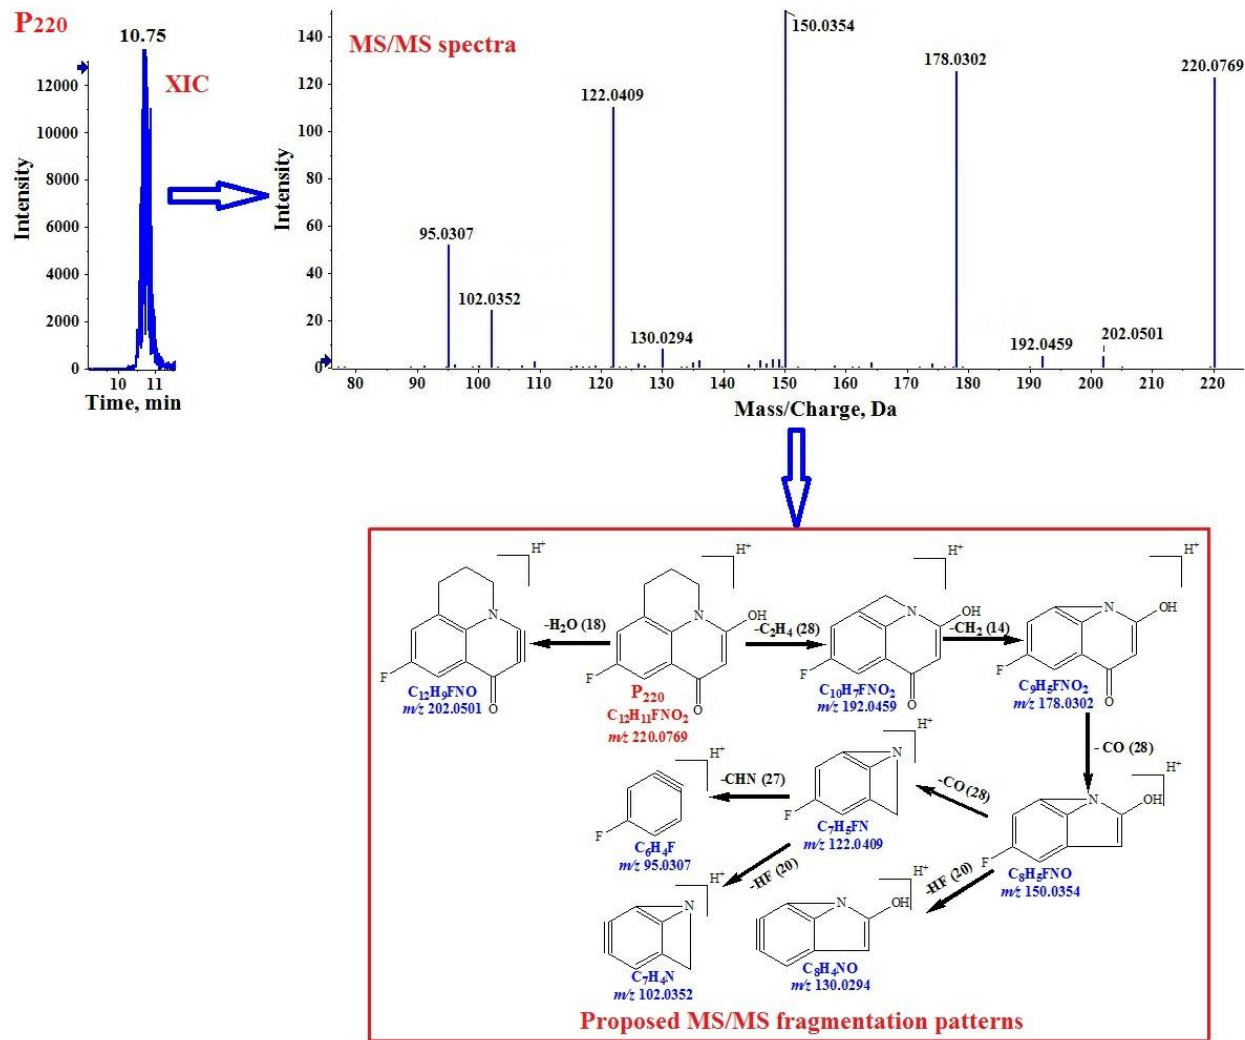 P220
10.75
XIC
Intensity
12000
10000
8000
6000
4000
2000
0
10 11
Time, min
MS/MS spectra
Intensity
140
120
100
80
60
40
20
0
95.0307
102.0352
122.0409
130.0294
150.0354
178.0302
192.0459
202.0501
220.0769
80 90 100 110 120 130 140 150 160 170 180 190 200 210 220
Mass/Charge, Da
H+
N
F
O
C12H9FNO
m/z 202.0501
-H2O (18)
H+
N
OH
F
O
P220
C12H11FNO2
m/z 220.0769
-C2H4 (28)
H+
N
OH
F
O
C10H7FNO2
m/z 192.0459
-CH2 (14)
H+
N
OH
F
O
C9H5FNO2
m/z 178.0302
- CO (28)
H+
N
OH
F
C8H5FNO
m/z 150.0354
-CO (28)
H+
N
F
C7H5FN
m/z 122.0409
-CHN (27)
H+
F
C6H4F
m/z 95.0307
-HF (20)
H+
N
C7H4N
m/z 102.0352
-HF (20)
H+
N
OH
C8H4NO
m/z 130.0294
Proposed MS/MS fragmentation patterns